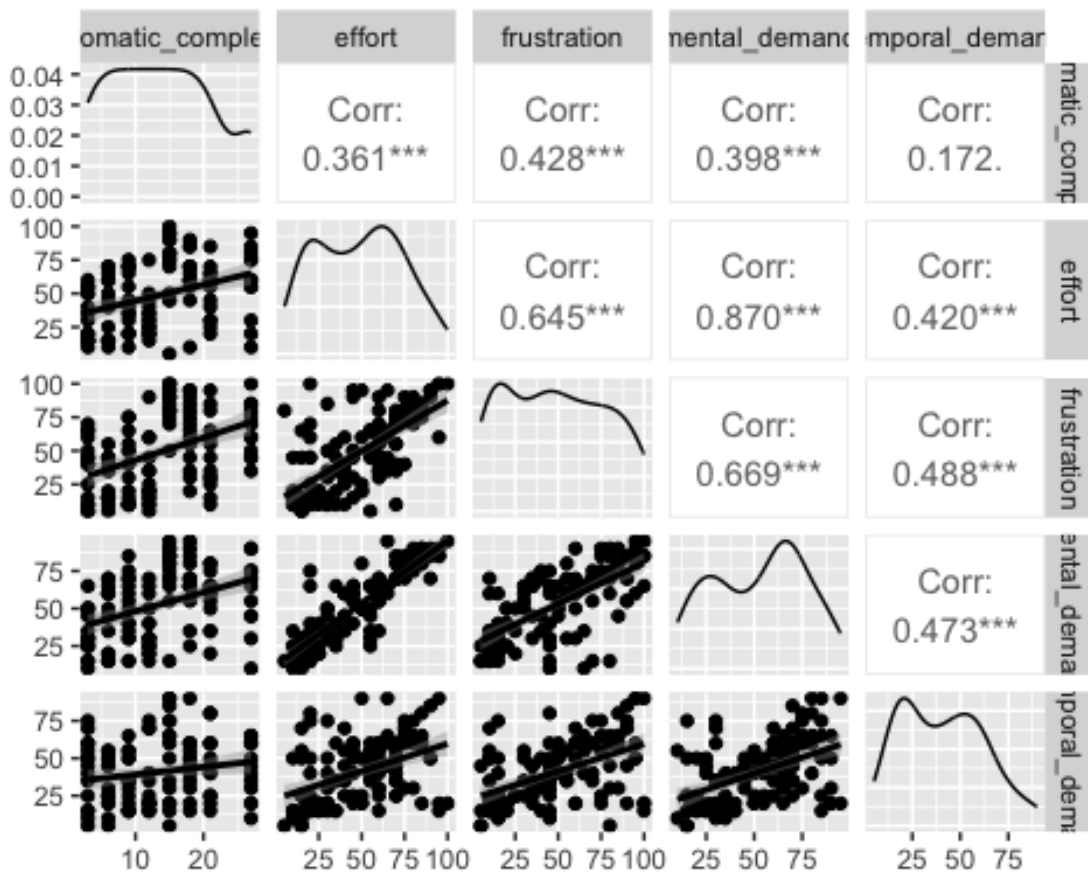 omatic_comple effort frustration mental_demand emporal_deman
0.04
0.03
0.02
0.01
0.00
Corr: Corr: Corr: Corr:
0.361*** 0.428*** 0.398*** 0.172.
matic_comp
100
75
50
25
Corr: Corr: Corr:
0.645*** 0.870*** 0.420***
effort
100
75
50
25
Corr: Corr:
0.669*** 0.488***
frustration
75
50
25
Corr:
0.473***
ental_dema
75
50
25
nporal_dema
10 20 25 50 75 100 25 50 75 100 25 50 75 25 50 75